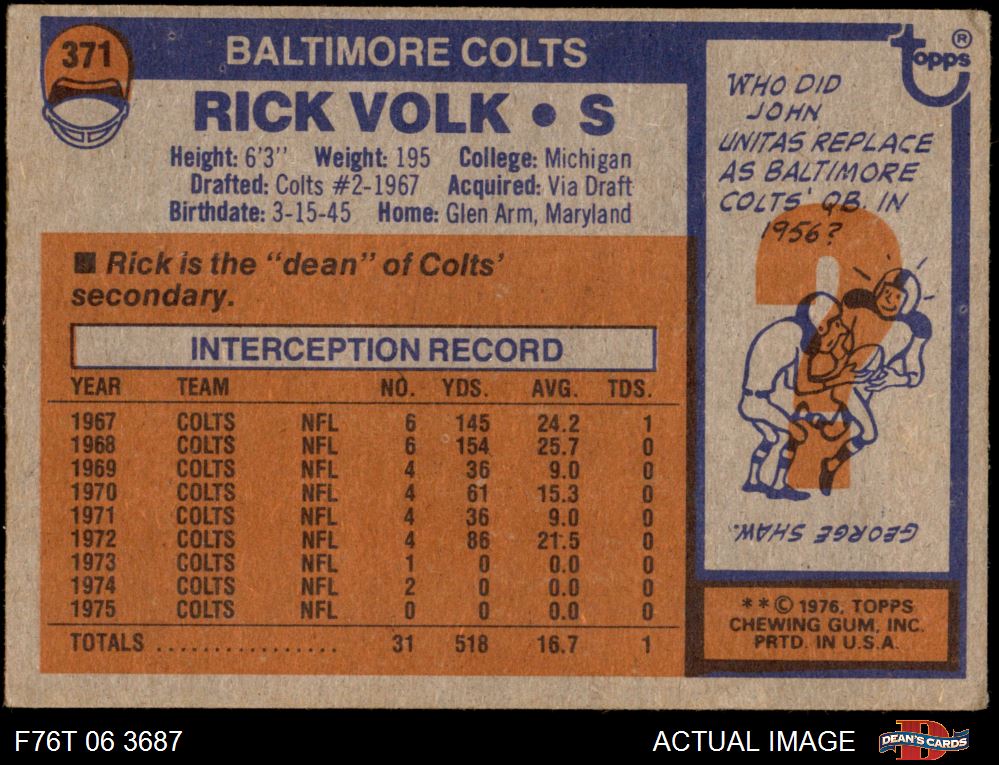 371
BALTIMORE COLTS
RICK VOLK • S
Height: 6'3" Weight: 195 College: Michigan
Drafted: Colts #2-1967 Acquired: Via Draft
Birthdate: 3-15-45 Home: Glen Arm, Maryland
■ Rick is the "dean" of Colts'
secondary.
INTERCEPTION RECORD
YEAR TEAM NO. YDS. AVG. TDS.
1967 COLTS NFL 6 145 24.2 1
1968 COLTS NFL 6 154 25.7 0
1969 COLTS NFL 4 36 9.0 0
1970 COLTS NFL 4 61 15.3 0
1971 COLTS NFL 4 36 9.0 0
1972 COLTS NFL 4 86 21.5 0
1973 COLTS NFL 1 0 0.0 0
1974 COLTS NFL 2 0 0.0 0
1975 COLTS NFL 0 0 0.0 0
TOTALS ................ 31 518 16.7 1
topps ®
WHO DID
JOHN
UNITAS REPLACE
AS BALTIMORE
COLTS' QB. IN
1956?
?
GEORGE SHAW.
** © 1976, TOPPS
CHEWING GUM, INC.
PRTD. IN U.S.A.
F76T 06 3687
ACTUAL IMAGE
D
DEAN'S CARDS